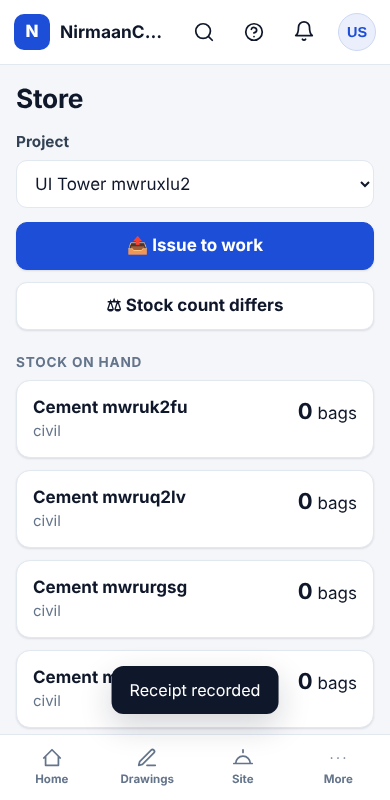 N NirmaanC... US
Store
Project
UI Tower mwruxlu2
Issue to work
Stock count differs
STOCK ON HAND
Cement mwruk2fu 0 bags
civil
Cement mwruq2lv 0 bags
civil
Cement mwrurgsg 0 bags
civil
Cement 0 bags
civil
Receipt recorded
Home Drawings Site More